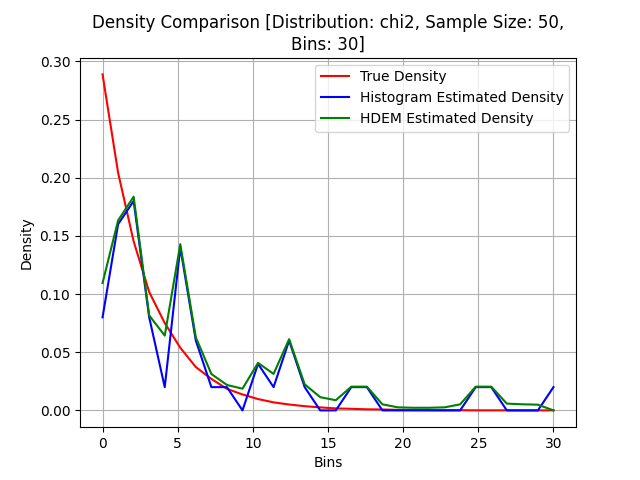 Density Comparison [Distribution: chi2, Sample Size: 50,
Bins: 30]
True Density
Histogram Estimated Density
HDEM Estimated Density
Density
0.30
0.25
0.20
0.15
0.10
0.05
0.00
0 5 10 15 20 25 30
Bins